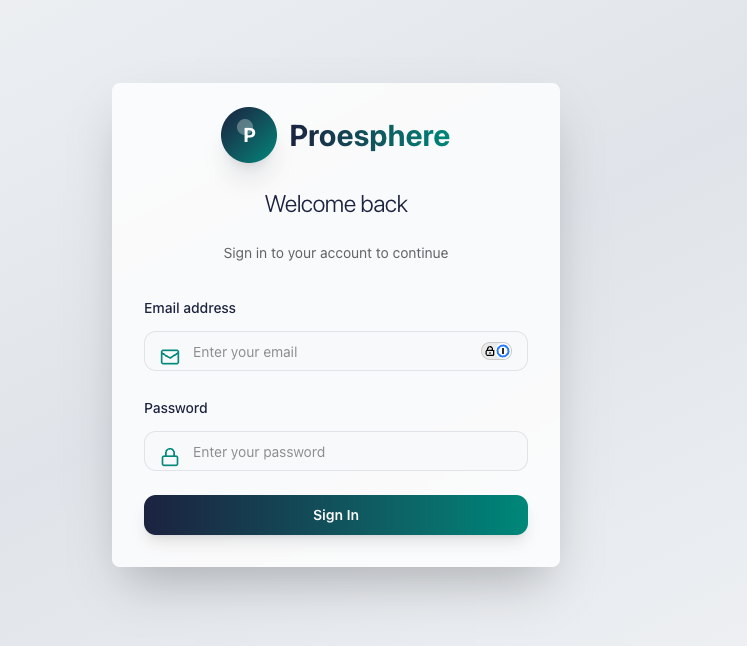 P
Proesphere
Welcome back
Sign in to your account to continue
Email address
Enter your email
Password
Enter your password
Sign In